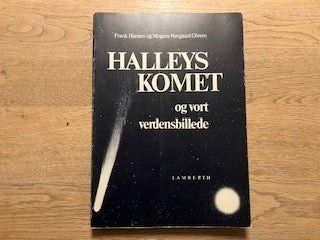 Frank Hansen og Mogens Nørgaard Olesen
HALLEYS
KOMET
og vort
verdensbillede
LAMBERTH